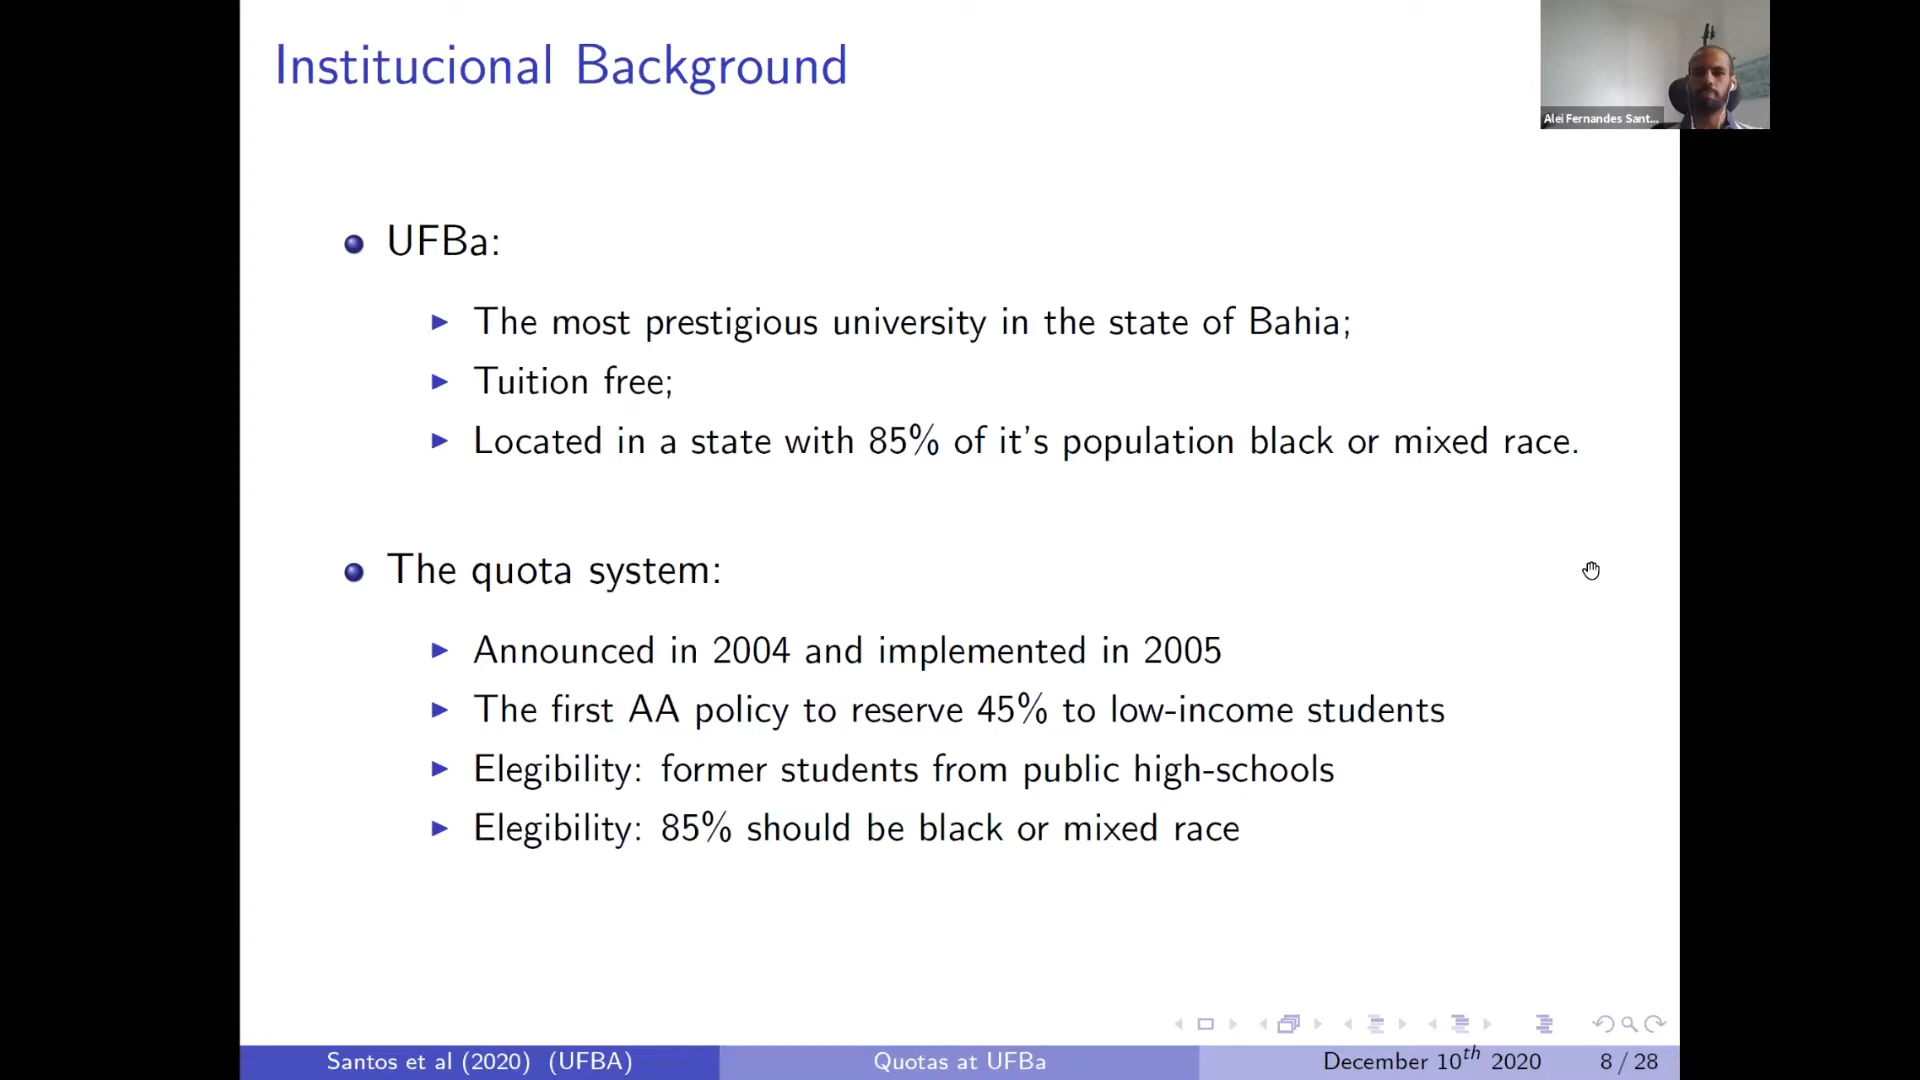 Institucional Background
Alei Fernandes Sant...
UFBa:
The most prestigious university in the state of Bahia;
Tuition free;
Located in a state with 85% of it's population black or mixed race.
The quota system:
Announced in 2004 and implemented in 2005
The first AA policy to reserve 45% to low-income students
Elegibility: former students from public high-schools
Elegibility: 85% should be black or mixed race
Santos et al (2020) (UFBA) Quotas at UFBa December 10th 2020 8 / 28